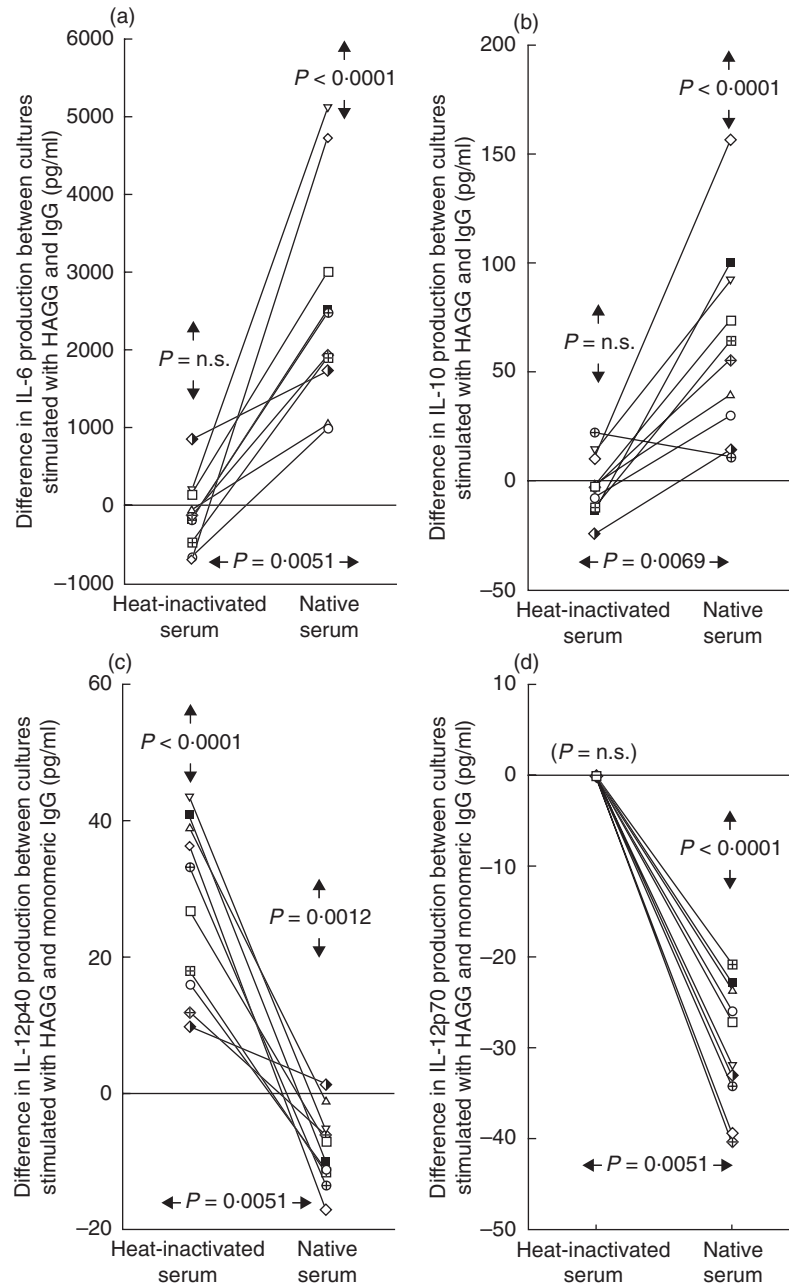 (a)
Difference in IL-6 production between cultures
stimulated with HAGG and IgG (pg/ml)
6000
5000
4000
3000
2000
1000
0
–1000
P < 0·0001
P = n.s.
P = 0·0051
Heat-inactivated
serum
Native
serum
(b)
Difference in IL-10 production between cultures
stimulated with HAGG and IgG (pg/ml)
200
150
100
50
0
–50
P < 0·0001
P = n.s.
P = 0·0069
Heat-inactivated
serum
Native
serum
(c)
Difference in IL-12p40 production between cultures
stimulated with HAGG and monomeric IgG (pg/ml)
60
40
20
0
–20
P < 0·0001
P = 0·0012
P = 0·0051
Heat-inactivated
serum
Native
serum
(d)
Difference in IL-12p70 production between cultures
stimulated with HAGG and monomeric IgG (pg/ml)
10
0
–10
–20
–30
–40
–50
(P = n.s.)
P < 0·0001
P = 0·0051
Heat-inactivated
serum
Native
serum